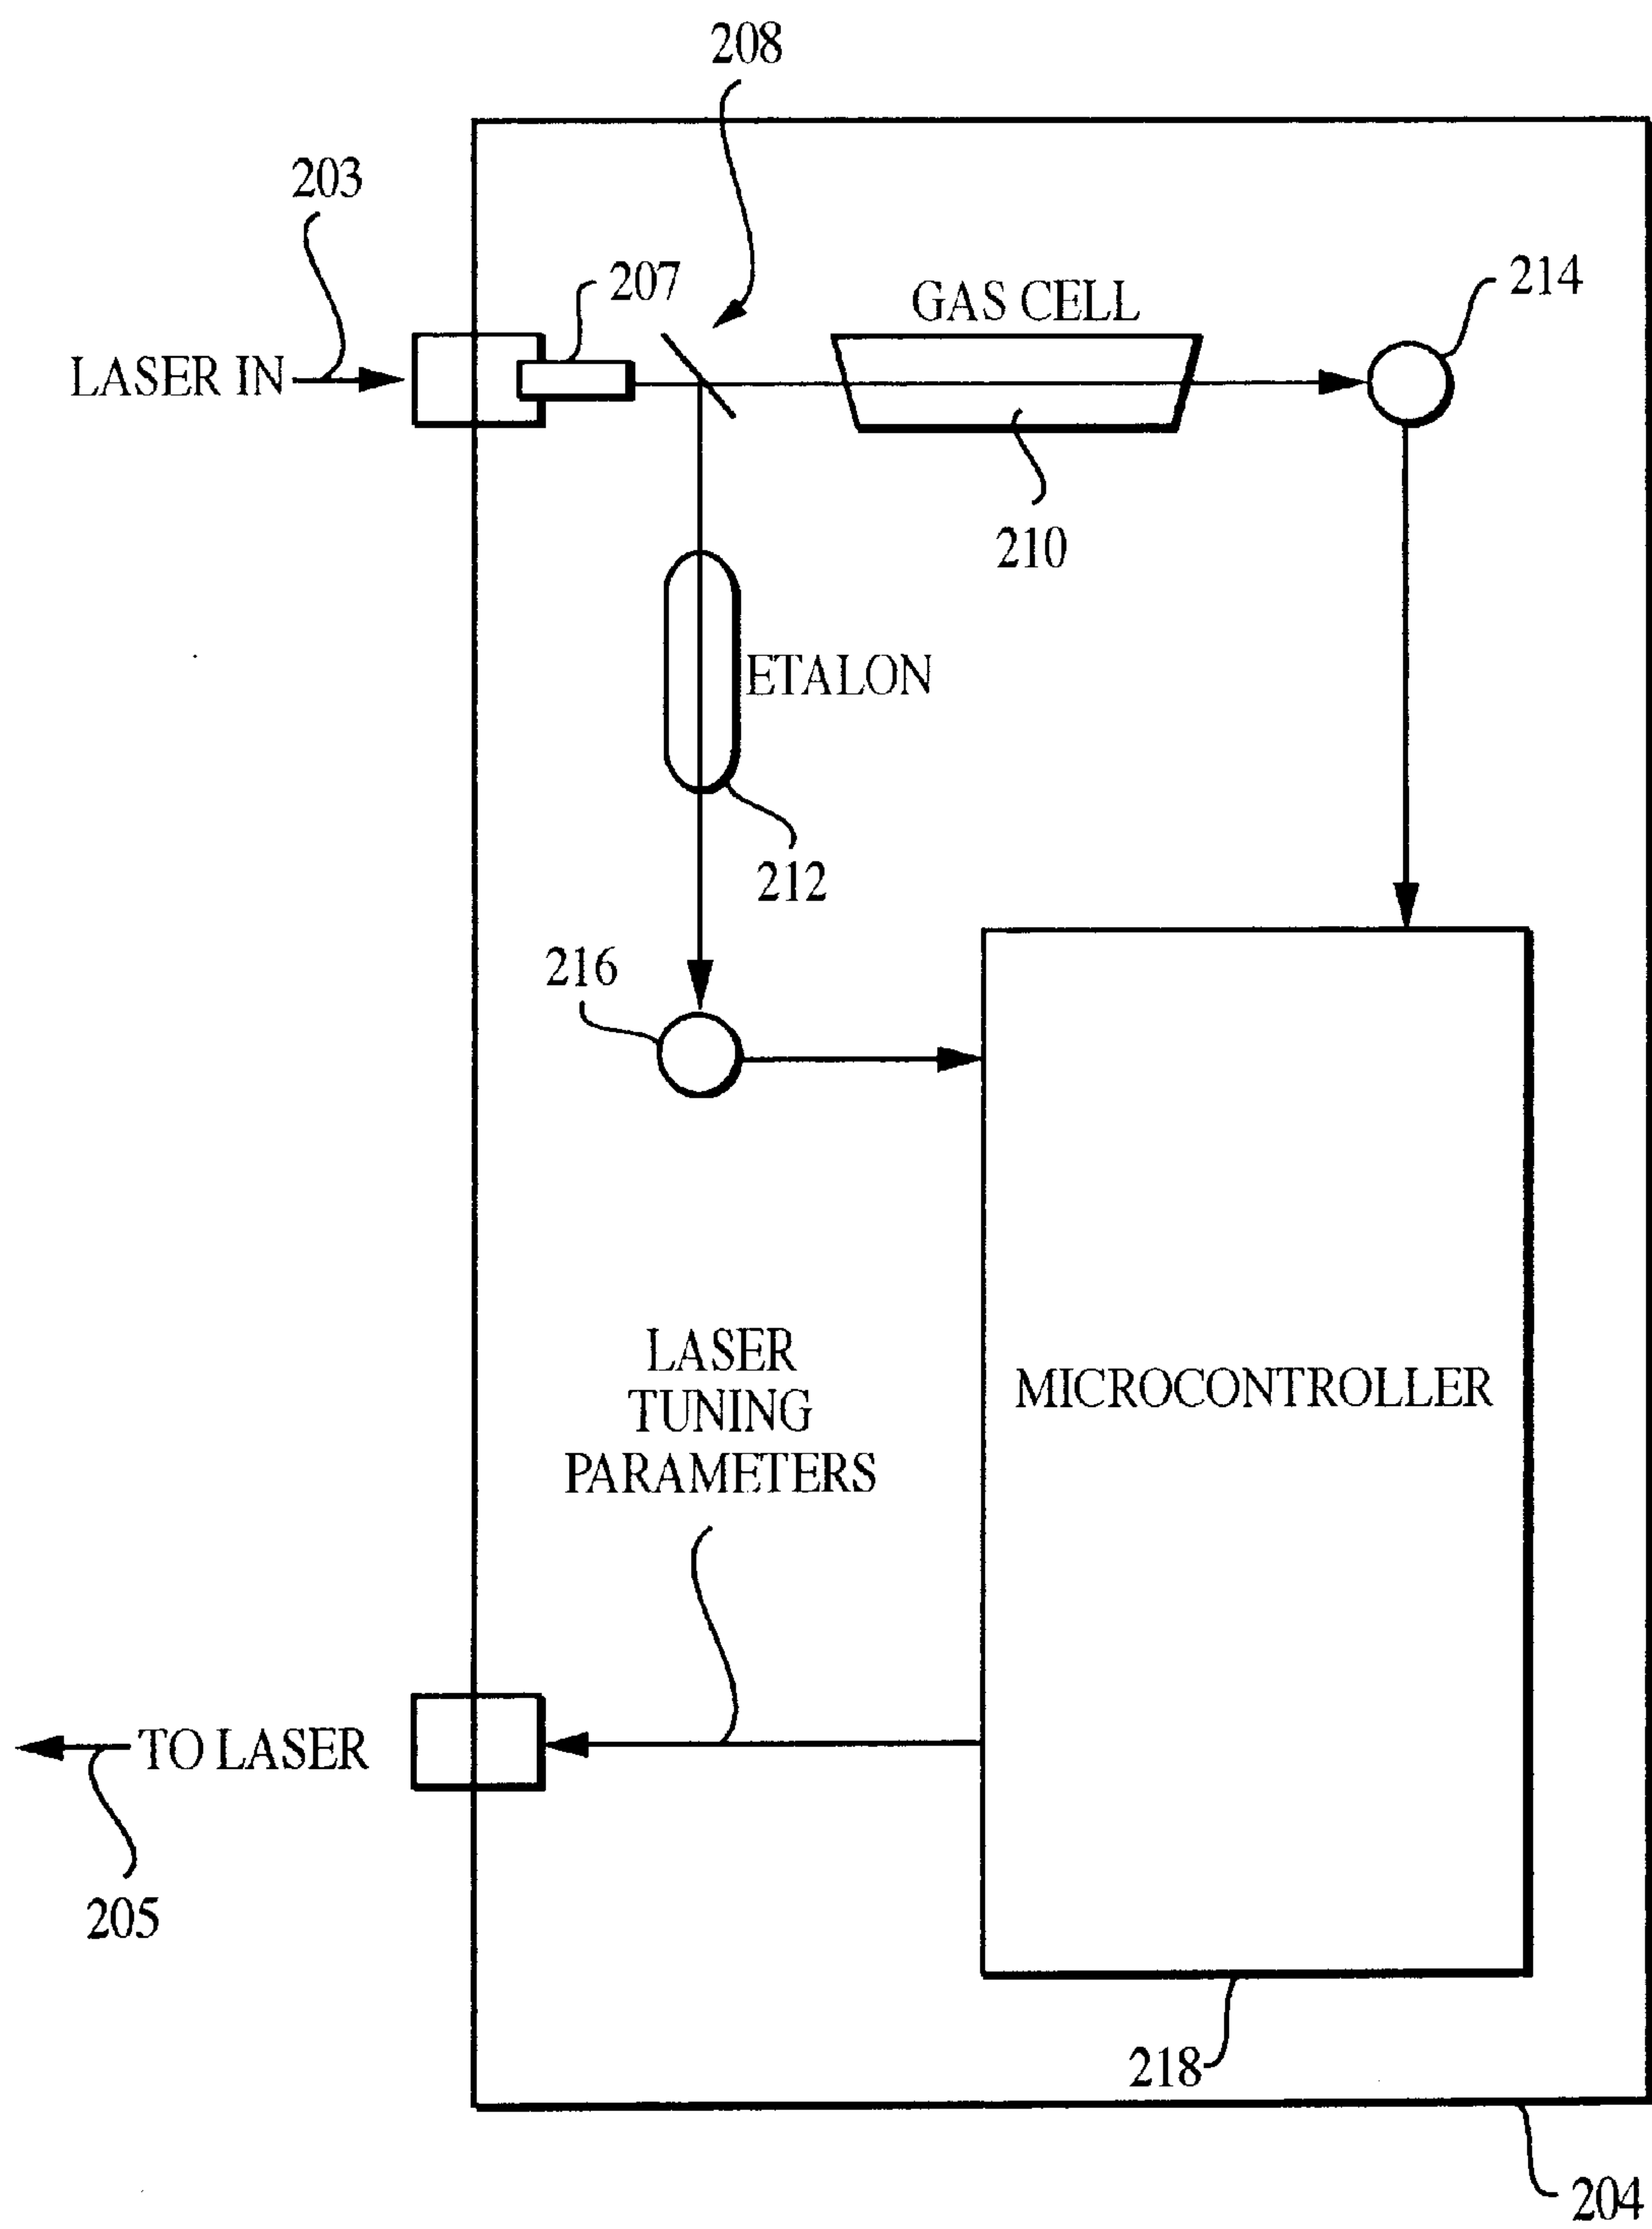 208
203
207
GAS CELL
214
LASER IN
210
ETALON
212
216
LASER
TUNING
PARAMETERS
MICROCONTROLLER
TO LASER
205
218
204